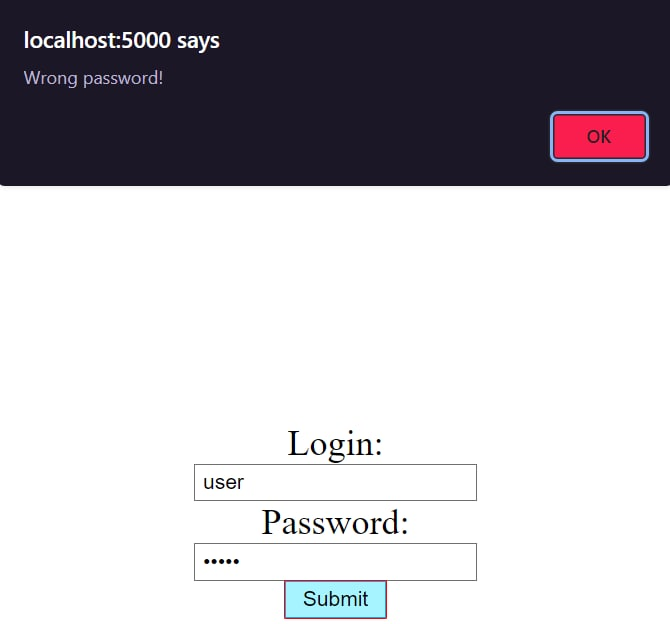 localhost:5000 says
Wrong password!
OK
Login:
user
Password:
•••••
Submit